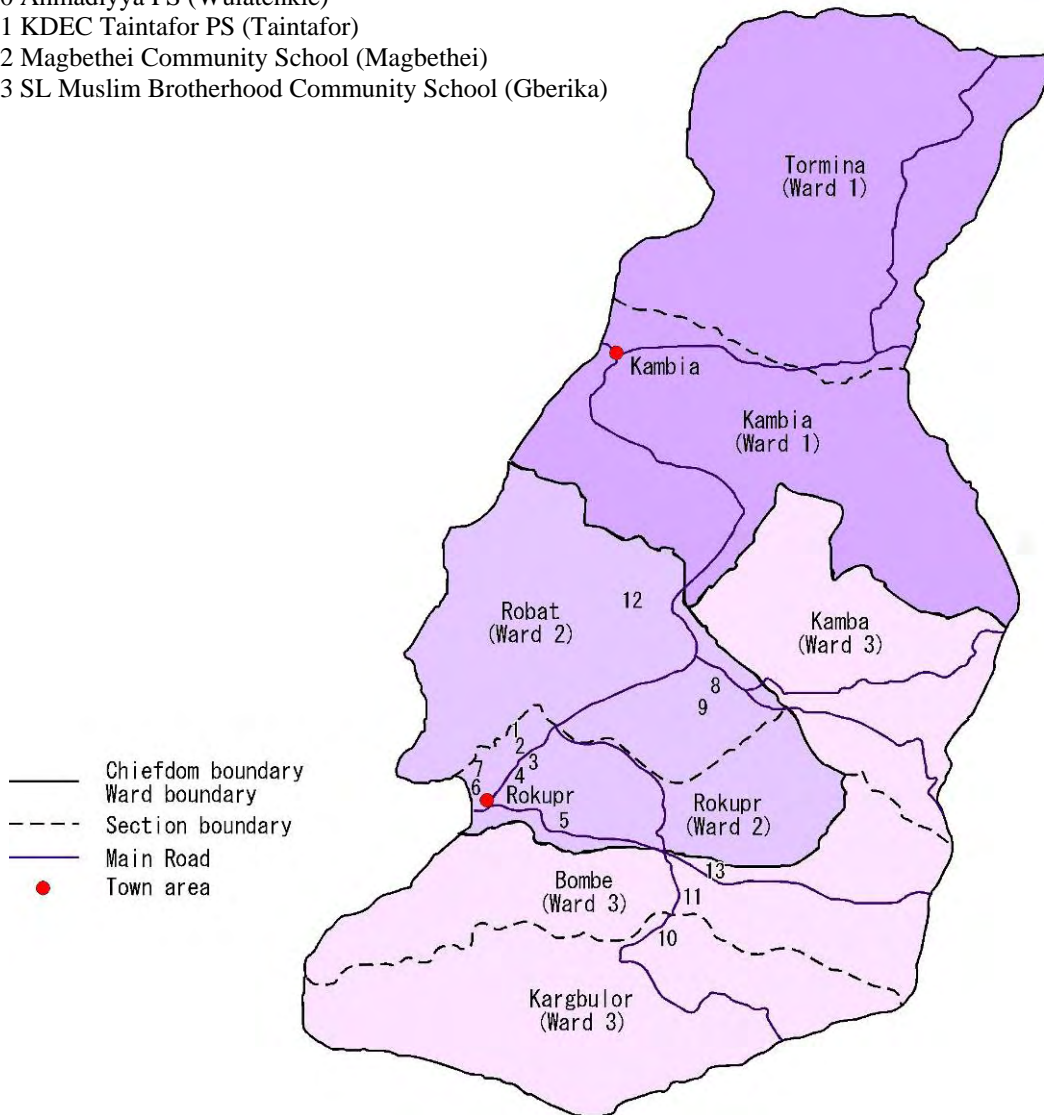 0 Ahmadiyya PS
1 KDEC Taintafor PS (Taintafor)
2 Magbethei Community School (Magbethei)
3 SL Muslim Brotherhood Community School (Gberika)
Tormina
(Ward 1)
Kambia
Kambia
(Ward 1)
12
Robat
(Ward 2)
Kamba
(Ward 3)
8
9
1
2
3
7
4
6
Rokupr
5
Rokupr
(Ward 2)
Chiefdom boundary
Ward boundary
Section boundary
Main Road
Town area
13
Bombe
(Ward 3)
11
10
Kargbulor
(Ward 3)